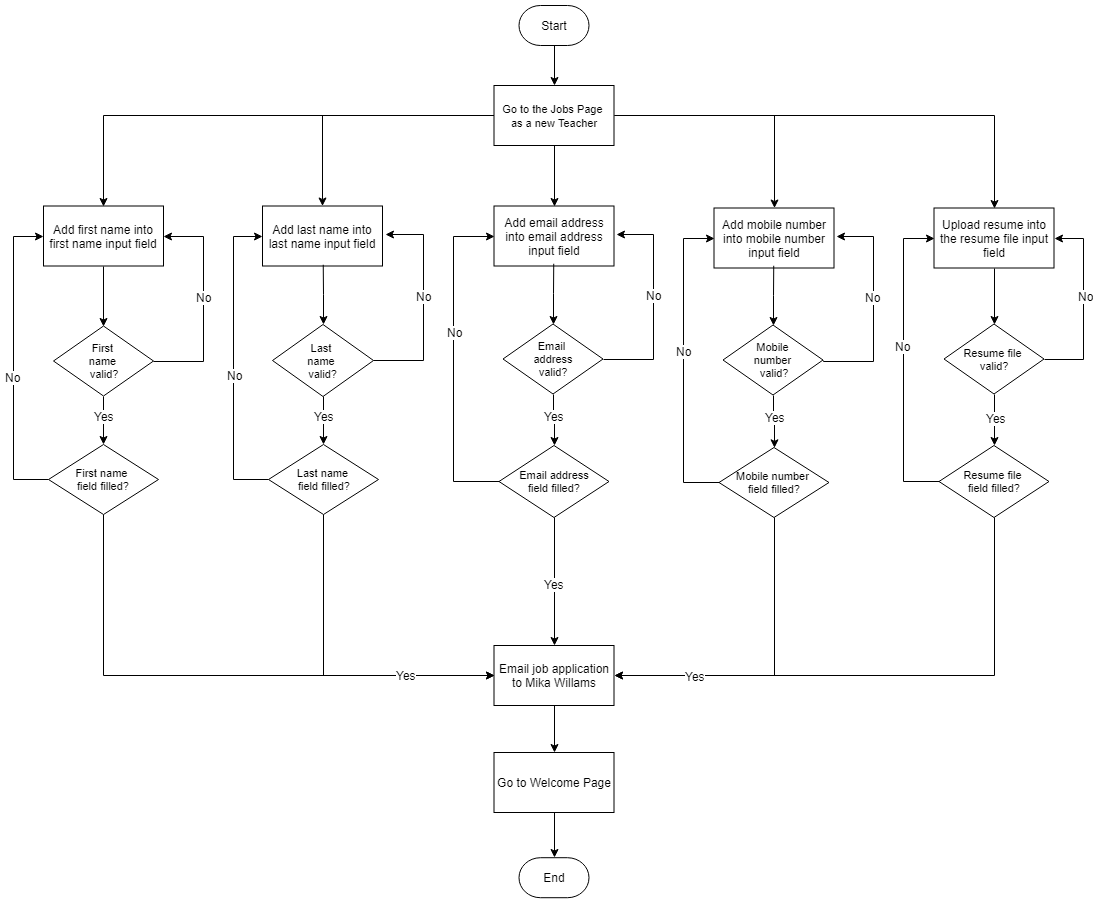 Start
Go to the Jobs Page
as a new Teacher
Add first name into
first name input field
Add last name into
last name input field
Add email address
into email address
input field
Add mobile number
into mobile number
input field
Upload resume into
the resume file input
field
No
No
No
No
No
No
No
No
No
No
First
name
valid?
Last
name
valid?
Email
address
valid?
Mobile
number
valid?
Resume file
valid?
Yes
Yes
Yes
Yes
Yes
First name
field filled?
Last name
field filled?
Email address
field filled?
Mobile number
field filled?
Resume file
field filled?
Yes
Yes
Email job application
to Mika Willams
Yes
Go to Welcome Page
End